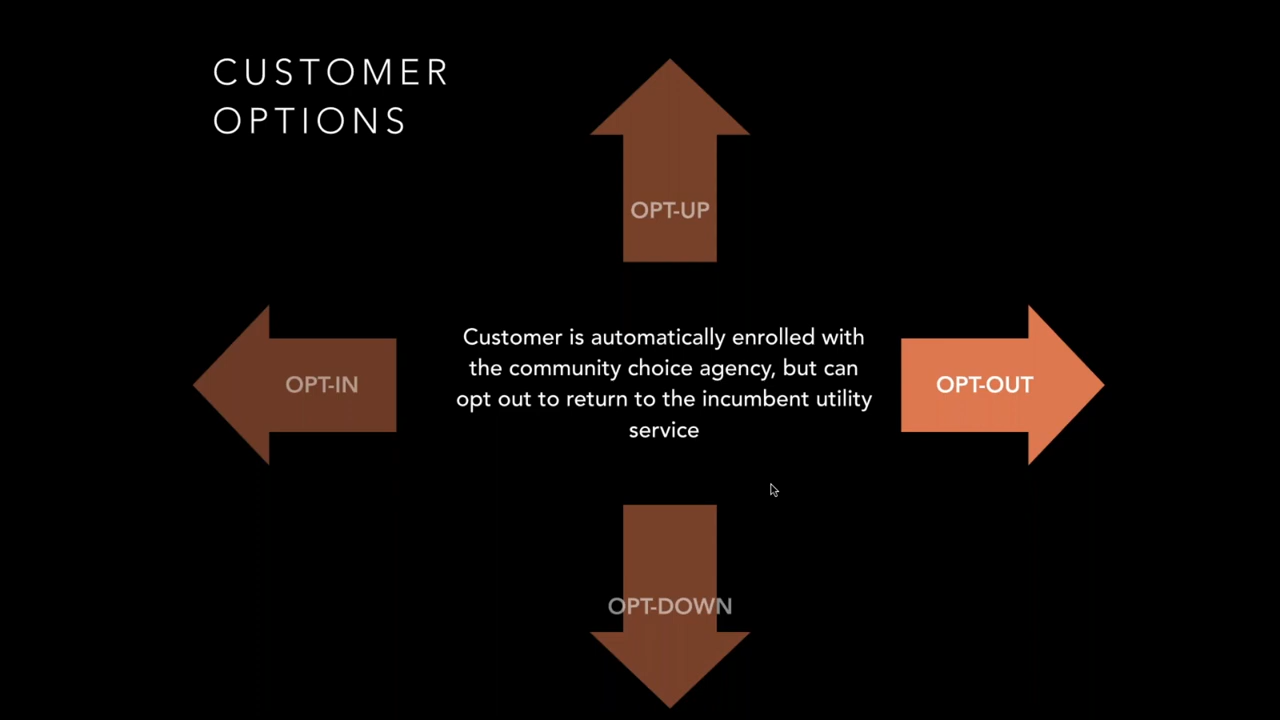 CUSTOMER
OPTIONS
OPT-UP
OPT-IN
Customer is automatically enrolled with
the community choice agency, but can
opt out to return to the incumbent utility
service
OPT-OUT
OPT-DOWN